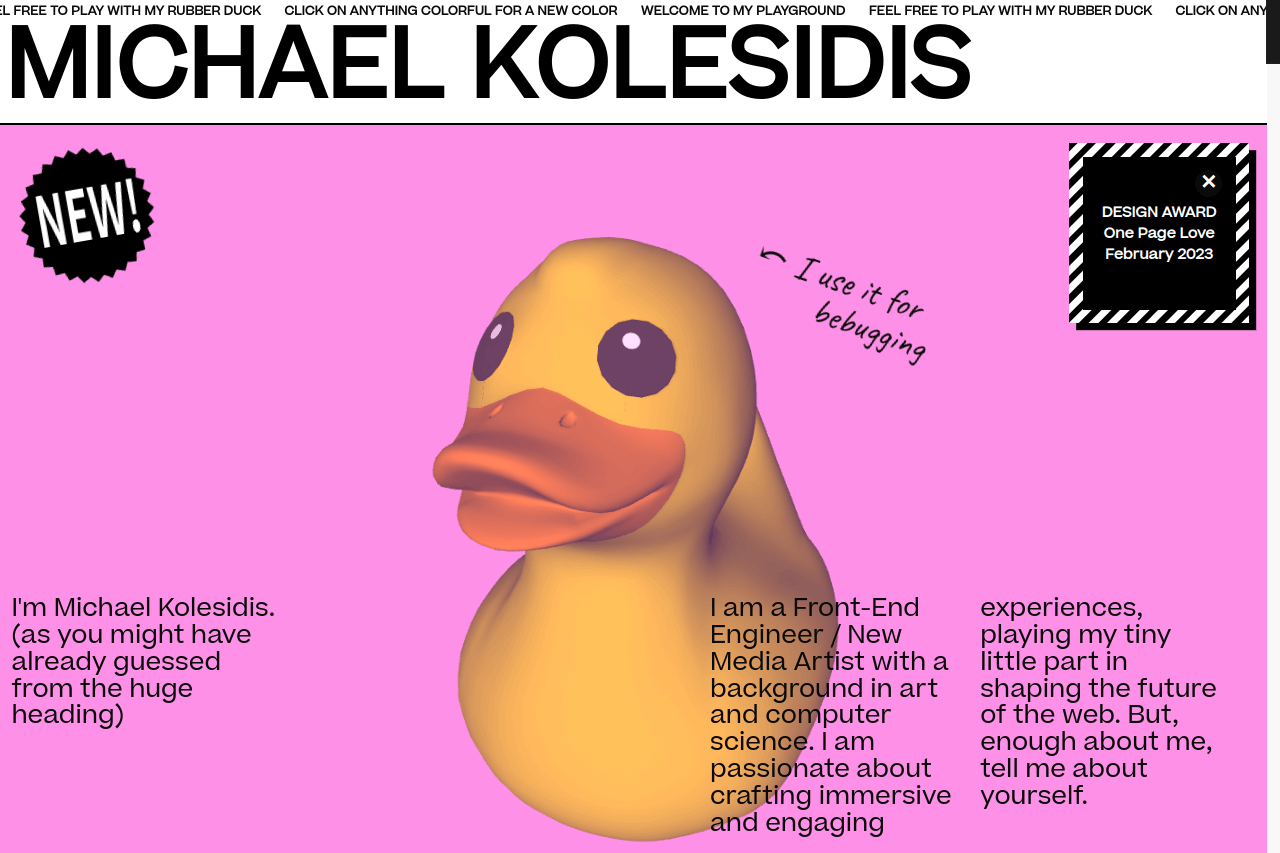 EL FREE TO PLAY WITH MY RUBBER DUCK CLICK ON ANYTHING COLORFUL FOR A NEW COLOR WELCOME TO MY PLAYGROUND FEEL FREE TO PLAY WITH MY RUBBER DUCK CLICK ON ANY
MICHAEL KOLESIDIS
NEW!
×
DESIGN AWARD
One Page Love
February 2023
I use it for
bebugging
I'm Michael Kolesidis.
(as you might have
already guessed
from the huge
heading)
I am a Front-End
Engineer / New
Media Artist with a
background in art
and computer
science. I am
passionate about
crafting immersive
and engaging
experiences,
playing my tiny
little part in
shaping the future
of the web. But,
enough about me,
tell me about
yourself.